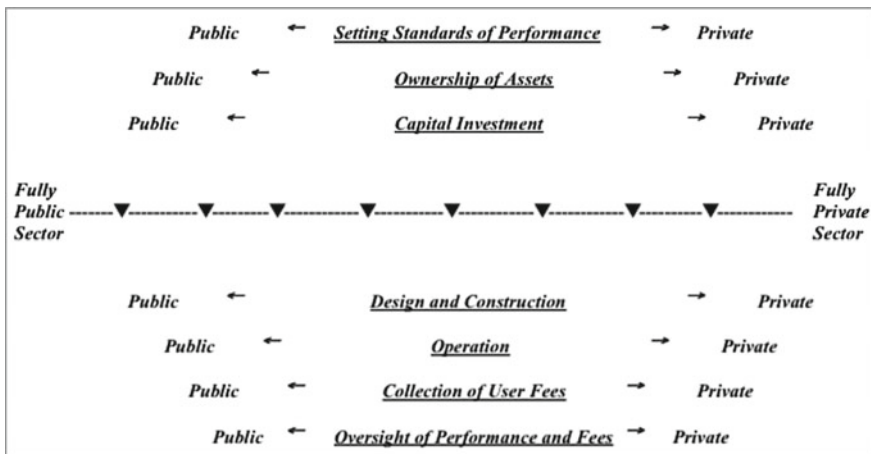 Public ← Setting Standards of Performance → Private
Public ← Ownership of Assets → Private
Public ← Capital Investment → Private
Fully Fully
Public ------▼-----------▼---------▼------------▼-----------▼------------▼------------▼----------▼----------- Private
Sector Sector
Public ← Design and Construction → Private
Public ← Operation → Private
Public ← Collection of User Fees → Private
Public ← Oversight of Performance and Fees → Private